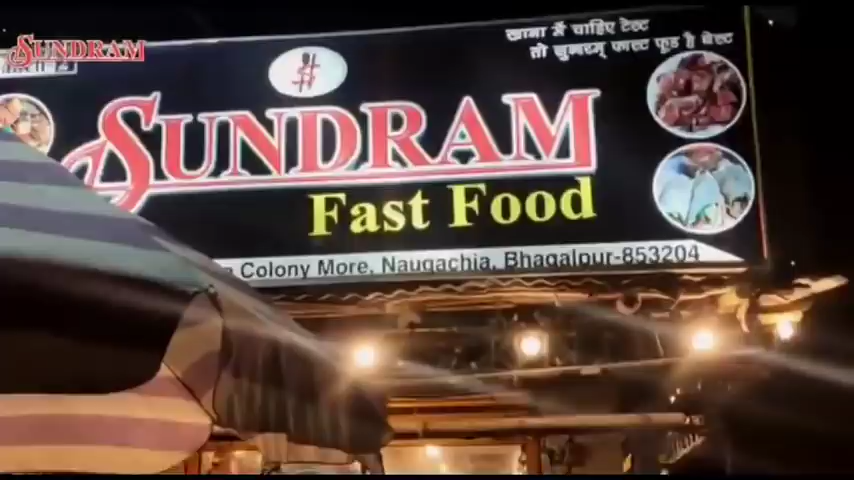 SUNDRAM
खाना में चाहिए टेस्ट
तो सुन्दरम् फास्ट फूड है बेस्ट
SUNDRAM
Fast Food
Colony More, Naugachia, Bhagalpur-853204